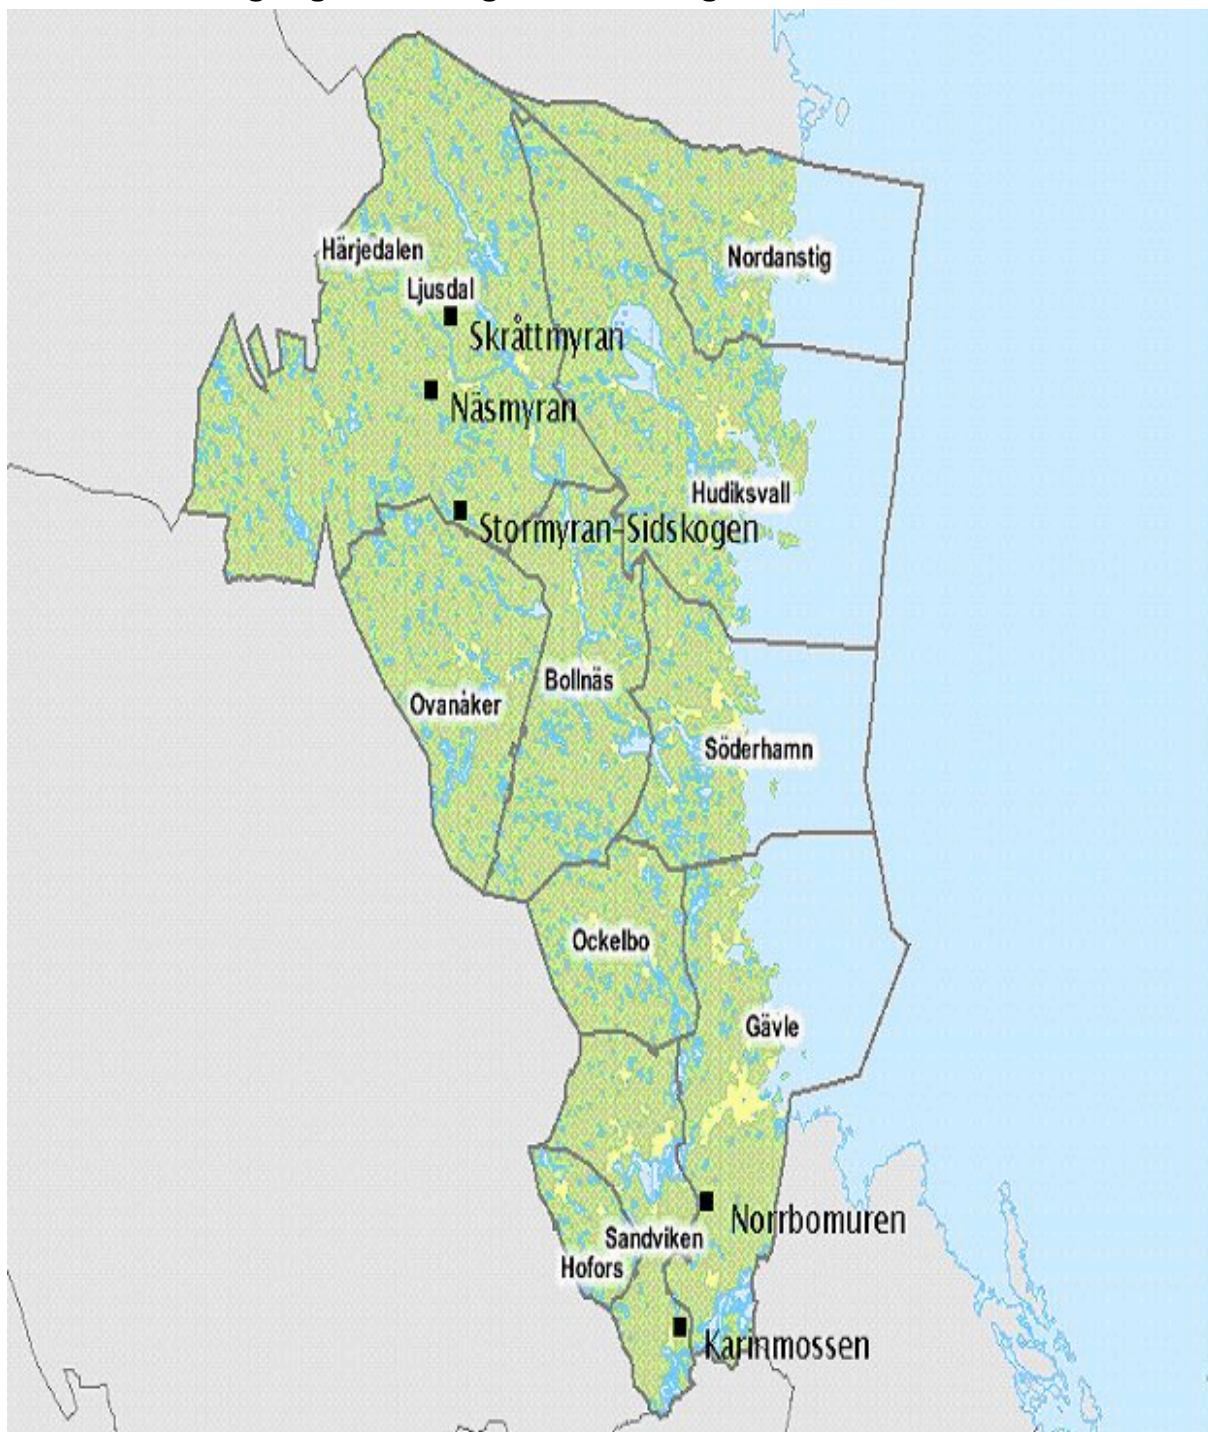 Härjedalen
Nordanstig
Ljusdal
Skråttmyran
Näsmyran
Hudiksvall
Stormyran-Sidskogen
Bollnäs
Ovanåker
Söderhamn
Ockelbo
Gävle
Norrbomuren
Sandviken
Hofors
Karinmossen